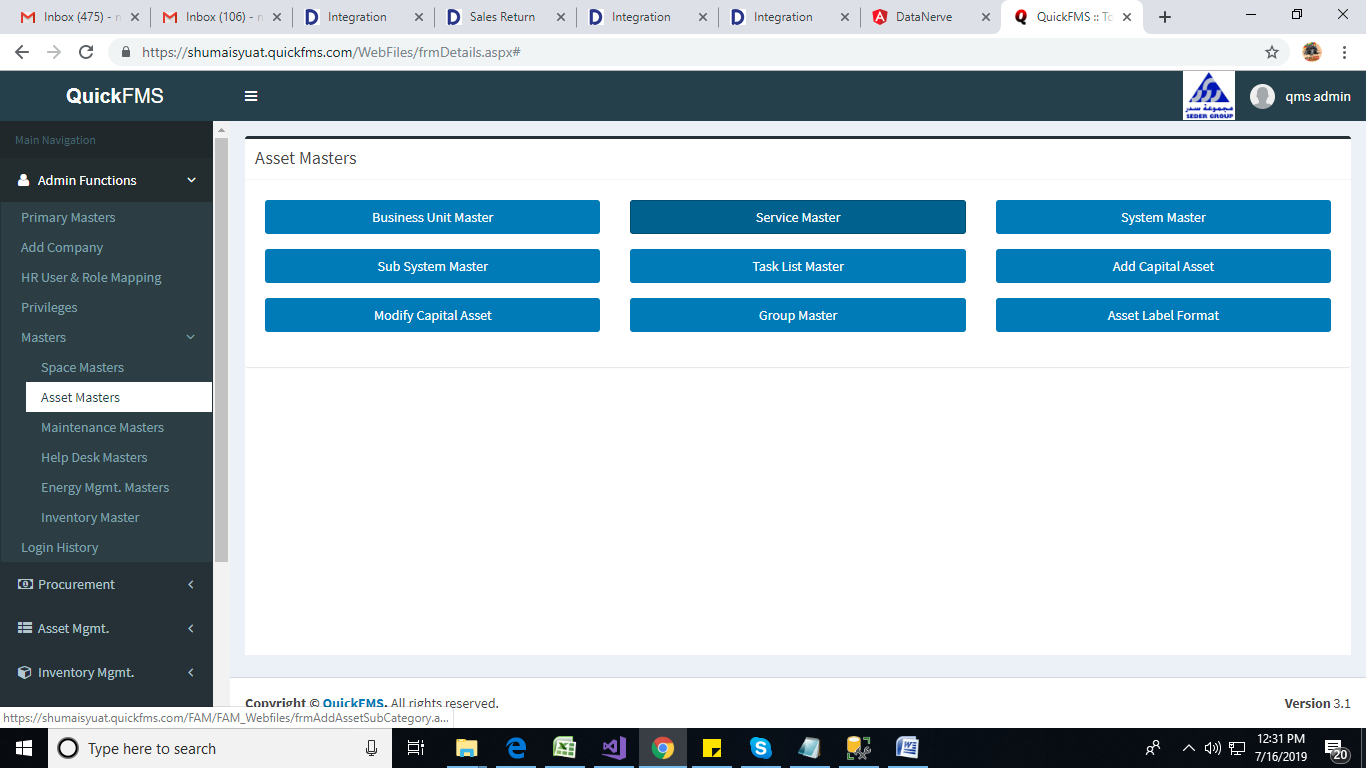 Inbox (475) - n
Inbox (106) - n
Integration
Sales Return
Integration
Integration
DataNerve
QuickFMS :: To
https://shumaisyuat.quickfms.com/WebFiles/frmDetails.aspx#
QuickFMS
مجموعة سدر
SEDER GROUP
qms admin
Main Navigation
Admin Functions
Primary Masters
Add Company
HR User & Role Mapping
Privileges
Masters
Space Masters
Asset Masters
Maintenance Masters
Help Desk Masters
Energy Mgmt. Masters
Inventory Master
Login History
Procurement
Asset Mgmt.
Inventory Mgmt.
Asset Masters
Business Unit Master
Service Master
System Master
Sub System Master
Task List Master
Add Capital Asset
Modify Capital Asset
Group Master
Asset Label Format
Copyright © QuickFMS. All rights reserved.
Version 3.1
https://shumaisyuat.quickfms.com/FAM/FAM_Webfiles/frmAddAssetSubCategory.a...
Type here to search
12:31 PM
7/16/2019
20